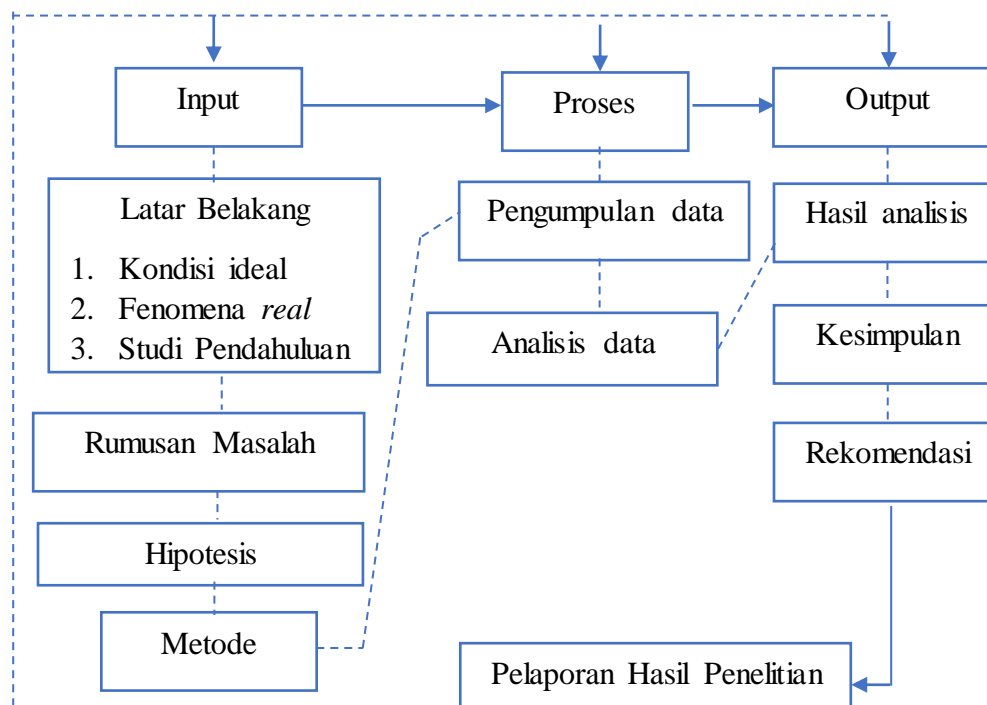 Input
Proses
Output
Latar Belakang
1. Kondisi ideal
2. Fenomena real
3. Studi Pendahuluan
Rumusan Masalah
Hipotesis
Metode
Pengumpulan data
Analisis data
Hasil analisis
Kesimpulan
Rekomendasi
Pelaporan Hasil Penelitian